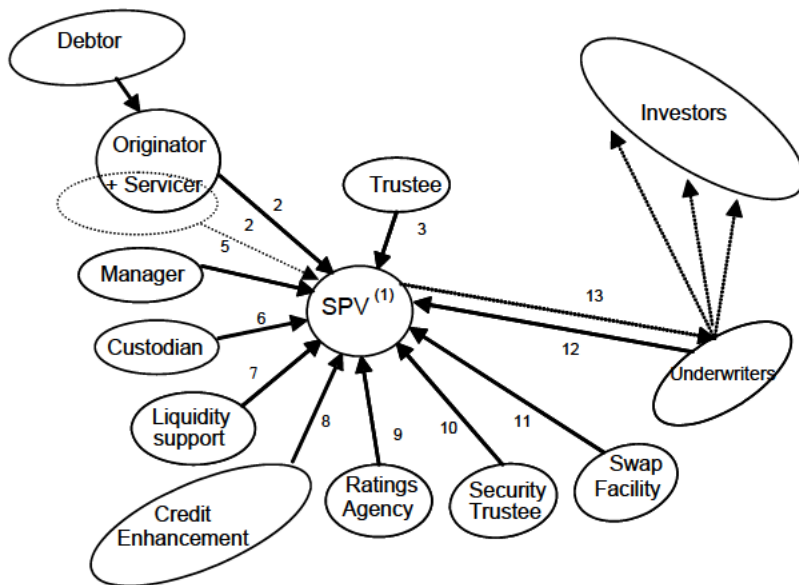 Debtor
Investors
Originator
+ Servicer
Trustee
2
2
3
5
Manager
SPV (1)
13
6
12
Custodian
Underwriters
7
Liquidity
support
8
9
10
11
Swap
Facility
Ratings
Agency
Security
Trustee
Credit
Enhancement